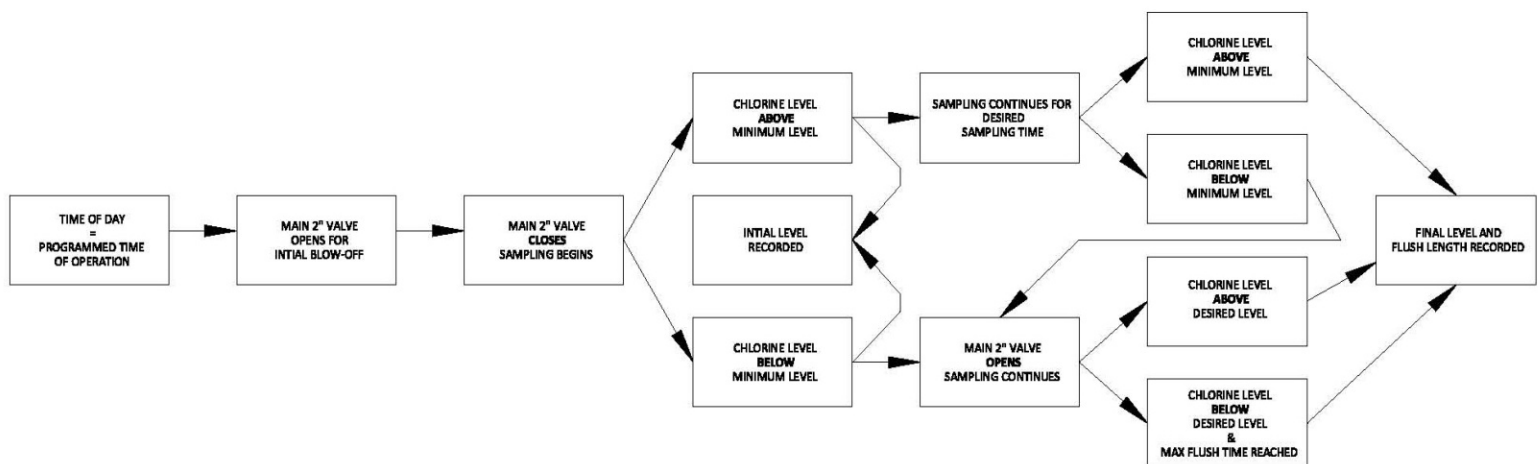 TIME OF DAY
=
PROGRAMMED TIME
OF OPERATION
MAIN 2" VALVE
OPENS FOR
INTIAL BLOW-OFF
MAIN 2" VALVE
CLOSES
SAMPLING BEGINS
CHLORINE LEVEL
ABOVE
MINIMUM LEVEL
INTIAL LEVEL
RECORDED
CHLORINE LEVEL
BELOW
MINIMUM LEVEL
SAMPLING CONTINUES FOR
DESIRED
SAMPLING TIME
MAIN 2" VALVE
OPENS
SAMPLING CONTINUES
CHLORINE LEVEL
ABOVE
MINIMUM LEVEL
CHLORINE LEVEL
BELOW
MINIMUM LEVEL
CHLORINE LEVEL
ABOVE
DESIRED LEVEL
CHLORINE LEVEL
BELOW
DESIRED LEVEL
&
MAX FLUSH TIME REACHED
FINAL LEVEL AND
FLUSH LENGTH RECORDED